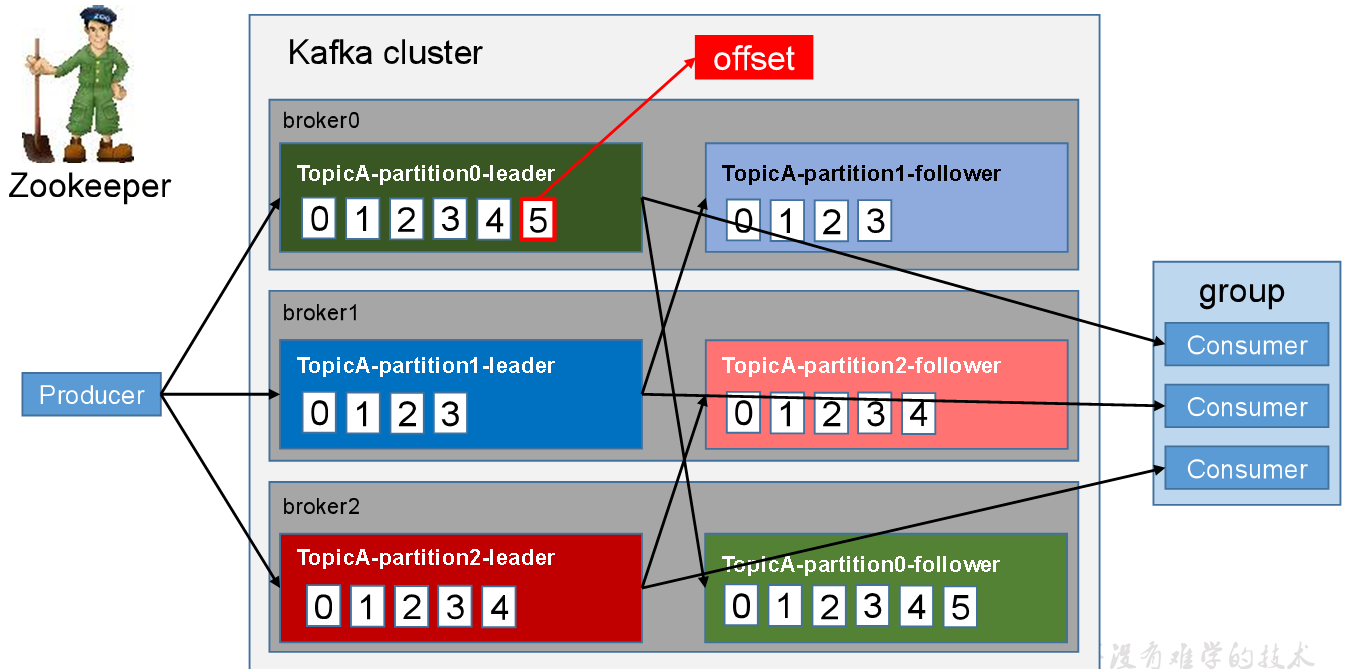 ZOO
Zookeeper
Kafka cluster
offset
broker0
TopicA-partition0-leader
0 1 2 3 4 5
TopicA-partition1-follower
0 1 2 3
broker1
TopicA-partition1-leader
0 1 2 3
TopicA-partition2-follower
0 1 2 3 4
broker2
TopicA-partition2-leader
0 1 2 3 4
TopicA-partition0-follower
0 1 2 3 4 5
Producer
group
Consumer
Consumer
Consumer
没有难学的技术